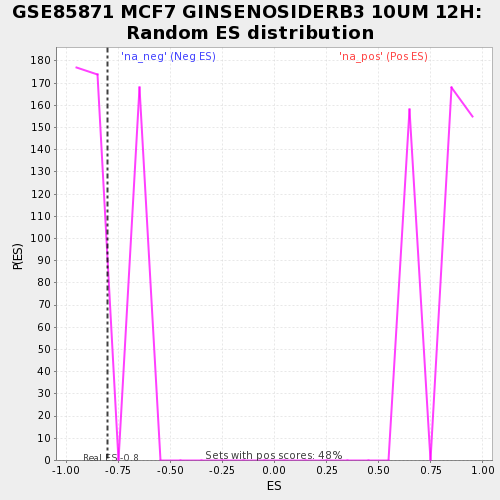 GSE85871 MCF7 GINSENOSIDERB3 10UM 12H:
Random ES distribution
'na_neg' (Neg ES)
'na_pos' (Pos ES)
180
170
160
150
140
130
120
110
100
90
80
70
60
50
40
30
20
10
0
P(ES)
Real ES -0.8
Sets with pos scores: 48%
-1.00 -0.75 -0.50 -0.25 0.00 0.25 0.50 0.75 1.00
ES